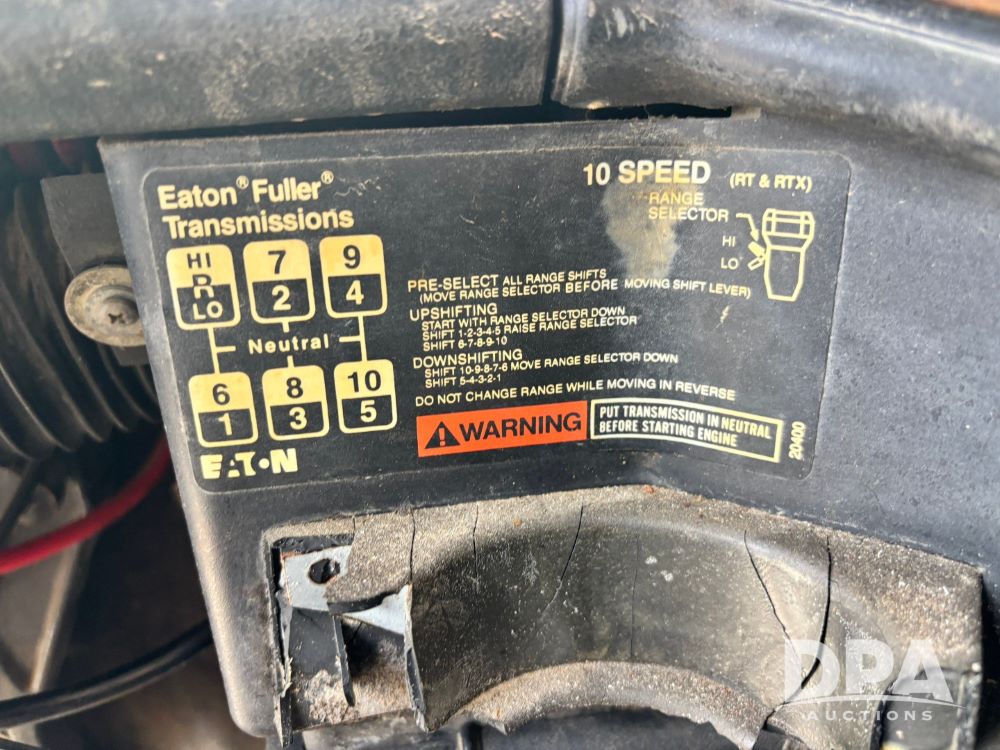 Eaton® Fuller®
Transmissions
10 SPEED (RT & RTX)
RANGE
SELECTOR
HI
LO
HI 7 9
R 2 4
LO
Neutral
6 8 10
1 3 5
EATON
PRE-SELECT ALL RANGE SHIFTS
(MOVE RANGE SELECTOR BEFORE MOVING SHIFT LEVER)
UPSHIFTING
START WITH RANGE SELECTOR DOWN
SHIFT 1-2-3-4-5 RAISE RANGE SELECTOR
SHIFT 6-7-8-9-10
DOWNSHIFTING
SHIFT 10-9-8-7-6 MOVE RANGE SELECTOR DOWN
SHIFT 5-4-3-2-1
DO NOT CHANGE RANGE WHILE MOVING IN REVERSE
WARNING
PUT TRANSMISSION IN NEUTRAL
BEFORE STARTING ENGINE
20400
DPA
AUCTIONS